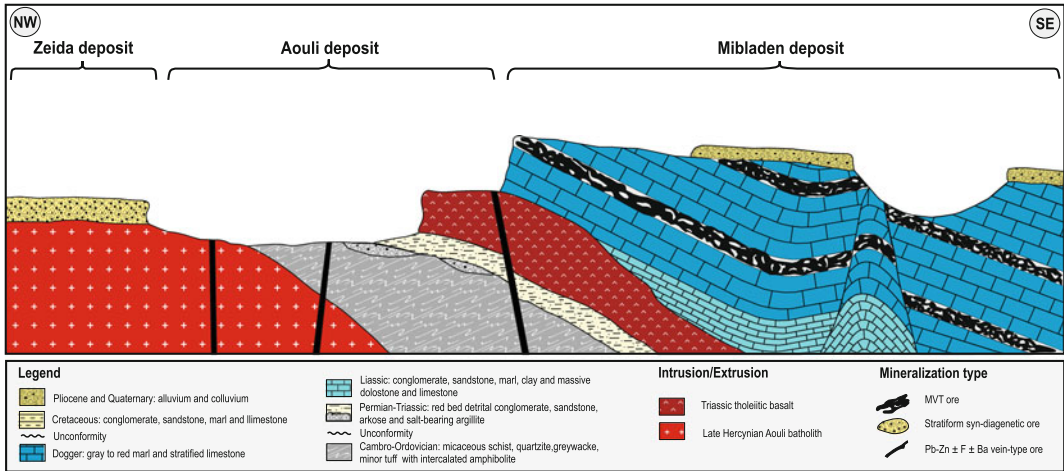 NW
SE
Zeida deposit
Aouli deposit
Mibladen deposit
Legend
Pliocene and Quaternary: alluvium and colluvium
Cretaceous: conglomerate, sandstone, marl and llimestone
Unconformity
Dogger: gray to red marl and stratified limestone
Liassic: conglomerate, sandstone, marl, clay and massive
dolostone and limestone
Permian-Triassic: red bed detrital conglomerate, sandstone,
arkose and salt-bearing argillite
Unconformity
Cambro-Ordovician: micaceous schist, quartzite,greywacke,
minor tuff with intercalated amphibolite
Intrusion/Extrusion
Triassic tholeiitic basalt
Late Hercynian Aouli batholith
Mineralization type
MVT ore
Stratiform syn-diagenetic ore
Pb-Zn ± F ± Ba vein-type ore